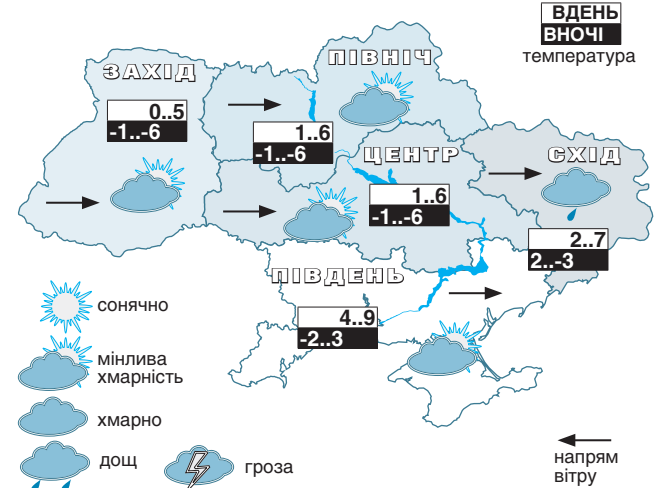 ВДЕНЬ
ВНОЧІ
температура
ПІВНІЧ
ЗАХІД
0..5
-1..-6
1..6
-1..-6
ЦЕНТР
СХІД
1..6
-1..-6
2..7
2..-3
ПІВДЕНЬ
4..9
-2..3
сонячно
мінлива
хмарність
хмарно
дощ
гроза
напрям
вітру